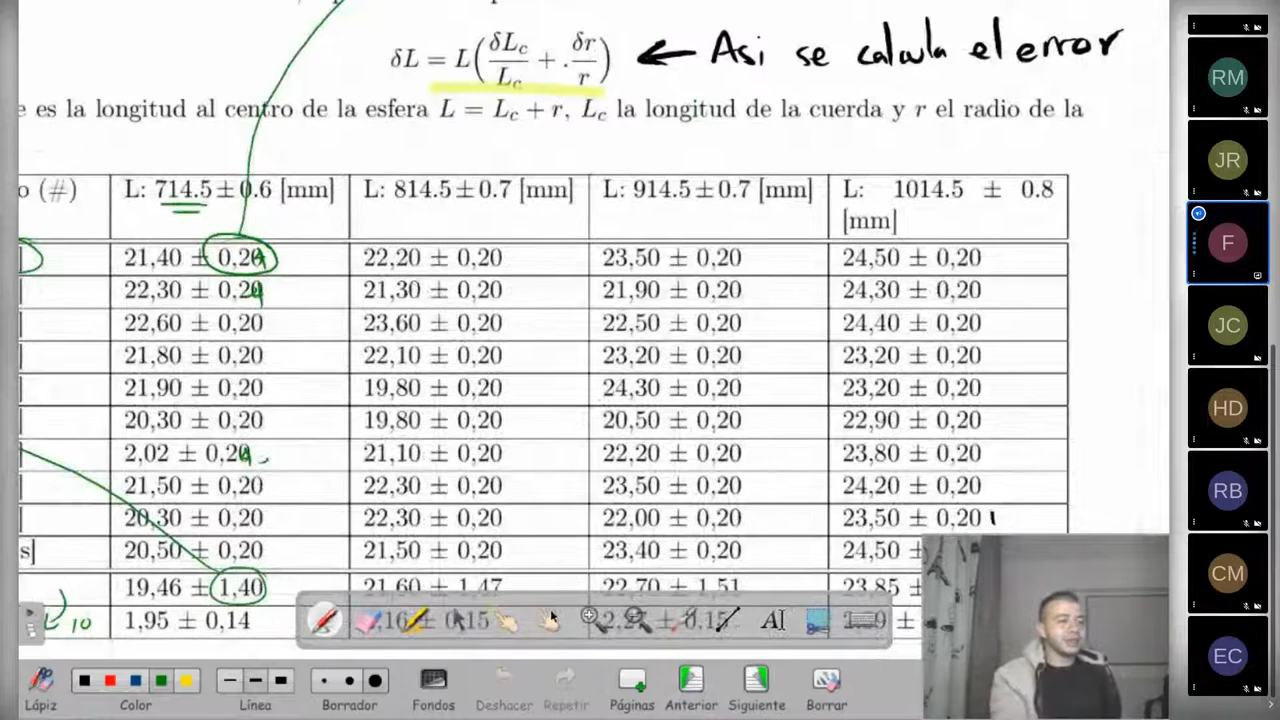 δL = L(δL_c/L_c + .δr/r) ← Asi se calcula el error
e es la longitud al centro de la esfera L = L_c + r, L_c la longitud de la cuerda y r el radio de la
o (#) L: 714.5 ± 0.6 [mm] L: 814.5 ± 0.7 [mm] L: 914.5 ± 0.7 [mm] L: 1014.5 ± 0.8 [mm]
21,40 ± 0,20 22,20 ± 0,20 23,50 ± 0,20 24,50 ± 0,20
22,30 ± 0,20 21,30 ± 0,20 21,90 ± 0,20 24,30 ± 0,20
22,60 ± 0,20 23,60 ± 0,20 22,50 ± 0,20 24,40 ± 0,20
21,80 ± 0,20 22,10 ± 0,20 23,20 ± 0,20 23,20 ± 0,20
21,90 ± 0,20 19,80 ± 0,20 24,30 ± 0,20 23,20 ± 0,20
20,30 ± 0,20 19,80 ± 0,20 20,50 ± 0,20 22,90 ± 0,20
2,02 ± 0,20 21,10 ± 0,20 22,20 ± 0,20 23,80 ± 0,20
21,50 ± 0,20 22,30 ± 0,20 23,50 ± 0,20 24,20 ± 0,20
20,30 ± 0,20 22,30 ± 0,20 22,00 ± 0,20 23,50 ± 0,20
s] 20,50 ± 0,20 21,50 ± 0,20 23,40 ± 0,20 24,50 ±
19,46 ± 1,40 21,60 ± 1,47 22,70 ± 1,51 23,85 ±
10 1,95 ± 0,14
Lápiz Color Línea Borrador Fondos Deshacer Repetir Páginas Anterior Siguiente Borrar
RM
JR
F
JC
HD
RB
CM
EC